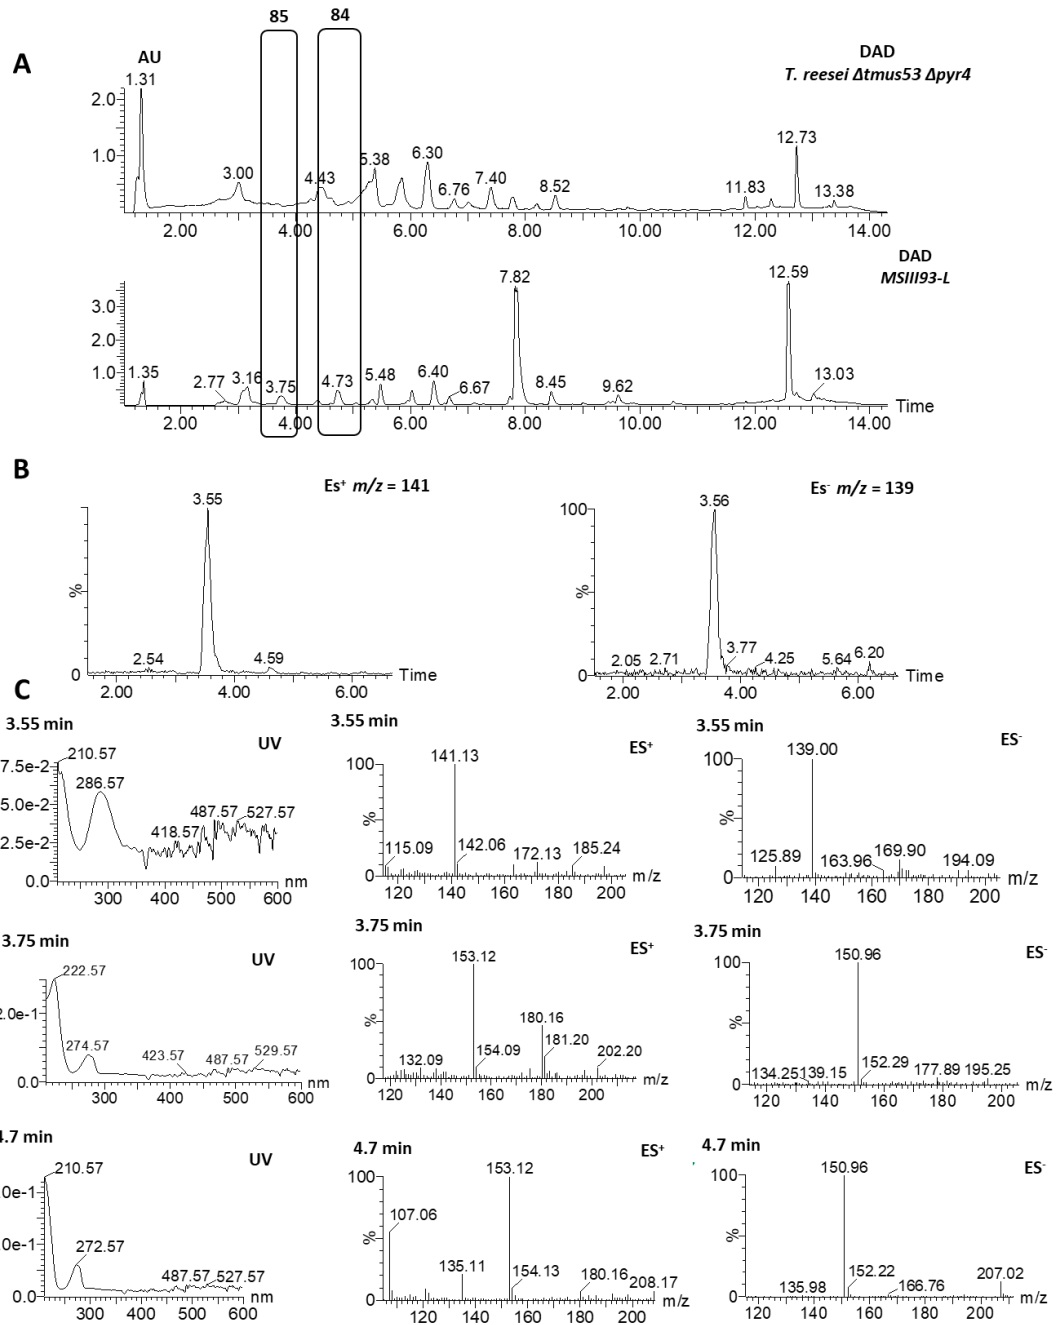 85 84
A
AU
DAD
T. reesei Δtmus53 Δpyr4
1.31
2.0
1.0
3.00 4.43 5.38 6.30 6.76 7.40 8.52 11.83 12.73 13.38
2.00 4.00 6.00 8.00 10.00 12.00 14.00
DAD
MSIII93-L
3.0
2.0
1.0
1.35 2.77 3.16 3.75 4.73 5.48 6.40 6.67 7.82 8.45 9.62 12.59 13.03
Time
2.00 4.00 6.00 8.00 10.00 12.00 14.00
B
Es+ m/z = 141
3.55
%
0
2.54 4.59
Time
2.00 4.00 6.00
Es- m/z = 139
3.56
100
%
0
2.05 2.71 3.77 4.25 5.64 6.20
Time
2.00 4.00 6.00
C
3.55 min
UV
210.57
7.5e-2
286.57
5.0e-2
2.5e-2
418.57 487.57 527.57
0.0
nm
300 400 500 600
3.55 min
ES+
141.13
100
%
0
115.09 142.06 172.13 185.24
m/z
120 140 160 180 200
3.55 min
ES-
139.00
100
%
0
125.89 163.96 169.90 194.09
m/z
120 140 160 180 200
3.75 min
UV
222.57
2.0e-1
274.57 423.57 487.57 529.57
0.0
nm
200 300 400 500 600
3.75 min
ES+
153.12
100
%
0
132.09 154.09 180.16 181.20 202.20
m/z
120 140 160 180 200
3.75 min
ES-
150.96
100
%
0
134.25 139.15 152.29 177.89 195.25
m/z
120 140 160 180 200
4.7 min
UV
210.57
0e-1
272.57
0e-1
487.57 527.57
0.0
nm
300 400 500 600
4.7 min
ES+
153.12
100
%
0
107.06 135.11 154.13 180.16 208.17
m/z
120 140 160 180 200
4.7 min
ES-
150.96
100
%
0
135.98 152.22 166.76 207.02
m/z
120 140 160 180 200